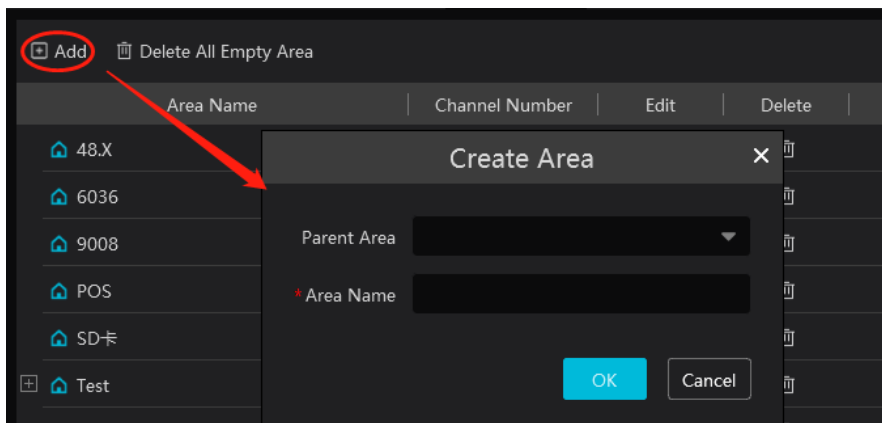 Add Delete All Empty Area
Area Name Channel Number Edit Delete
48.X
Create Area
6036
9008
Parent Area
POS
* Area Name
SD卡
Test
OK Cancel